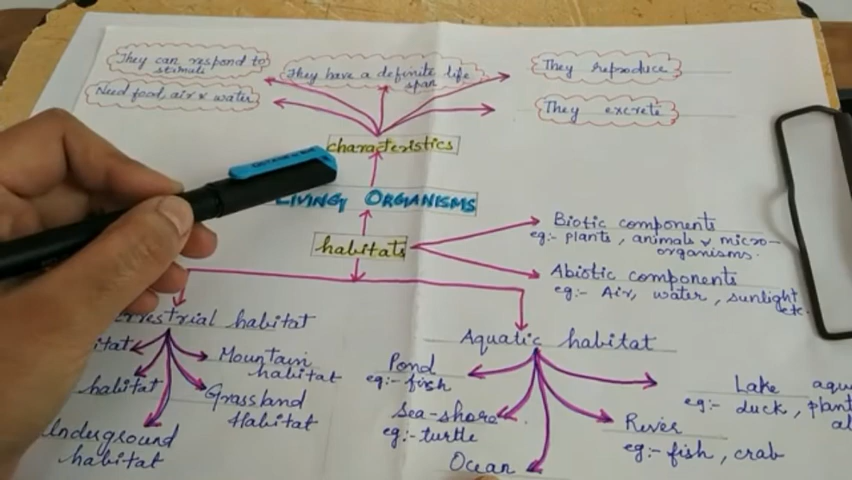 They can respond to
stimuli
They have a definite life
span
They reproduce
Need food, air & water
They excrete
characteristics
LIVING ORGANISMS
habitats
Biotic components
eg:- plants, animals & micro-
organisms.
Abiotic components
eg:- Air, water, sunlight
etc.
Terrestrial habitat
Mountain
habitat
habitat
Grassland
Habitat
Underground
habitat
Aquatic habitat
Pond
eg:- fish
Sea-shore
eg:- turtle
Ocean
River
eg:- fish, crab
Lake
eg:- duck,